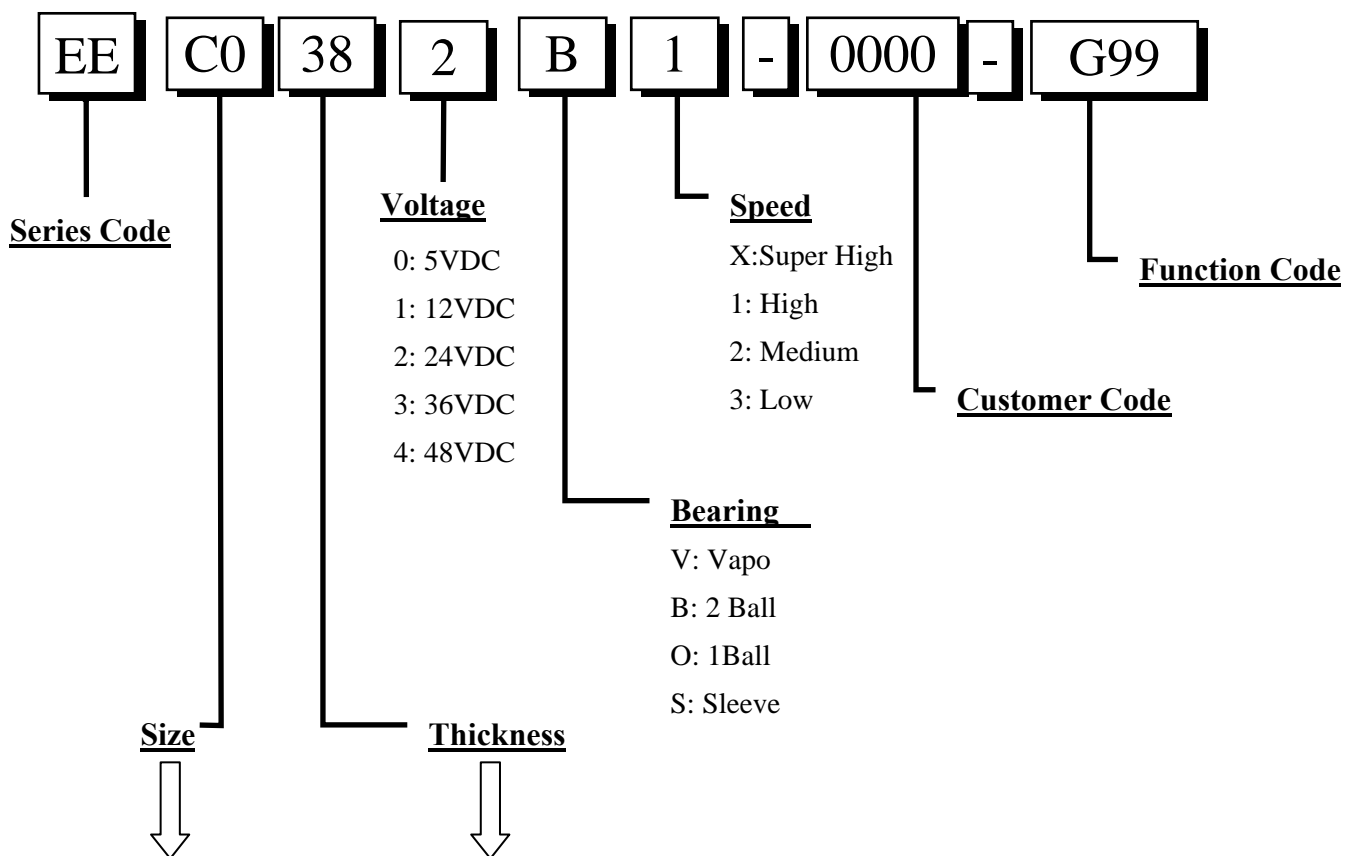 EE C0 38 2 B 1 - 0000 - G99
Series Code
Voltage
0: 5VDC
1: 12VDC
2: 24VDC
3: 36VDC
4: 48VDC
Speed
X:Super High
1: High
2: Medium
3: Low
Function Code
Customer Code
Bearing
V: Vapo
B: 2 Ball
O: 1Ball
S: Sleeve
Size
Thickness